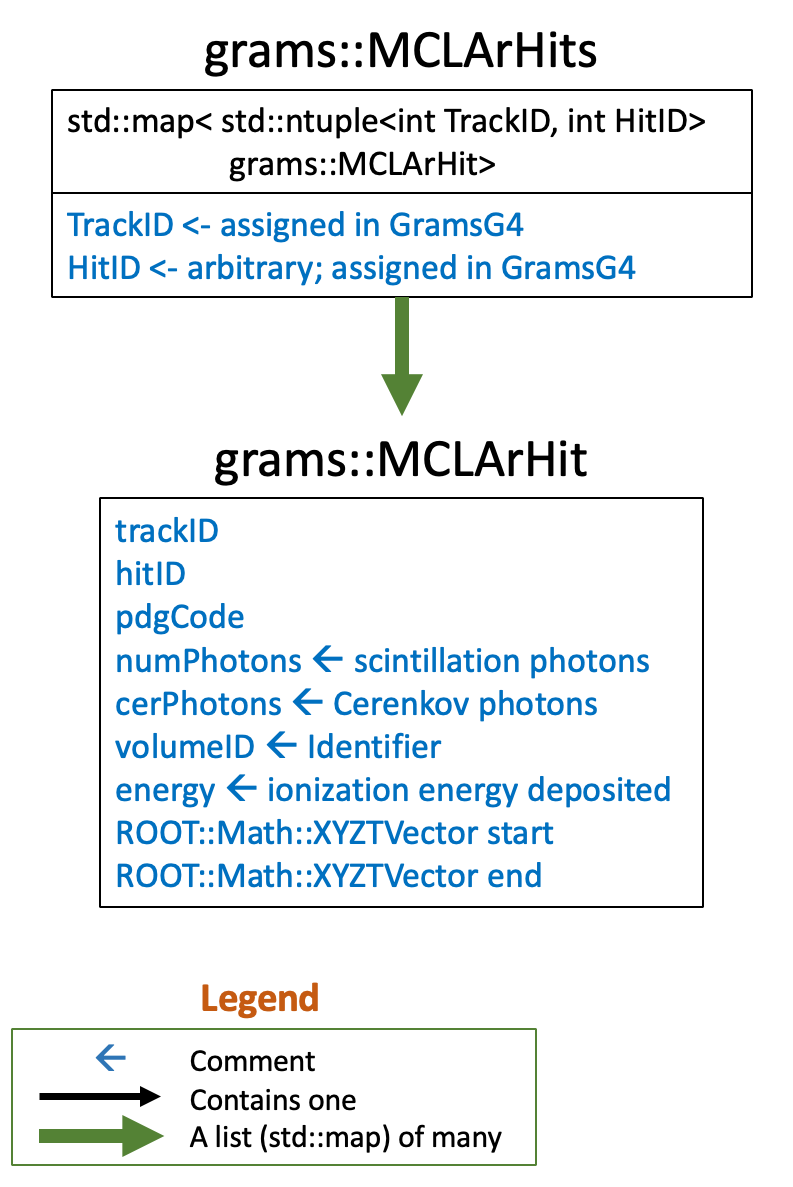 grams::MCLArHits
std::map< std::ntuple<int TrackID, int HitID>
grams::MCLArHit>
TrackID <- assigned in GramsG4
HitID <- arbitrary; assigned in GramsG4
grams::MCLArHit
trackID
hitID
pdgCode
numPhotons ← scintillation photons
cerPhotons ← Cerenkov photons
volumeID ← Identifier
energy ← ionization energy deposited
ROOT::Math::XYZTVector start
ROOT::Math::XYZTVector end
Legend
← Comment
Contains one
A list (std::map) of many